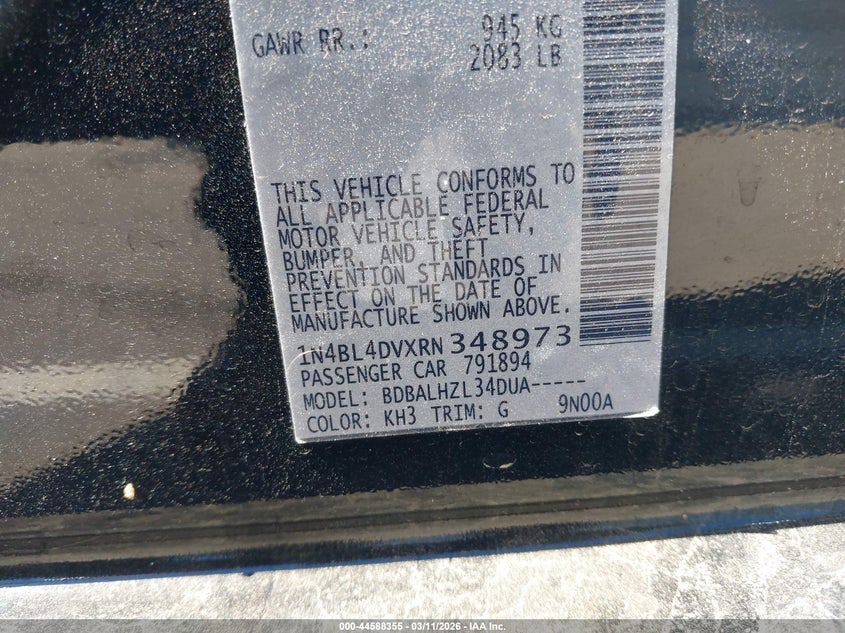 GAWR RR.: 945 KG
2083 LB
THIS VEHICLE CONFORMS TO
ALL APPLICABLE FEDERAL
MOTOR VEHICLE SAFETY,
BUMPER, AND THEFT
PREVENTION STANDARDS IN
EFFECT ON THE DATE OF
MANUFACTURE SHOWN ABOVE.
1N4BL4DVXRN348973
PASSENGER CAR 791894
MODEL: BDBALHZL34DUA-----
COLOR: KH3 TRIM: G 9N00A
000-44588355 - 03/11/2026 - IAA Inc.